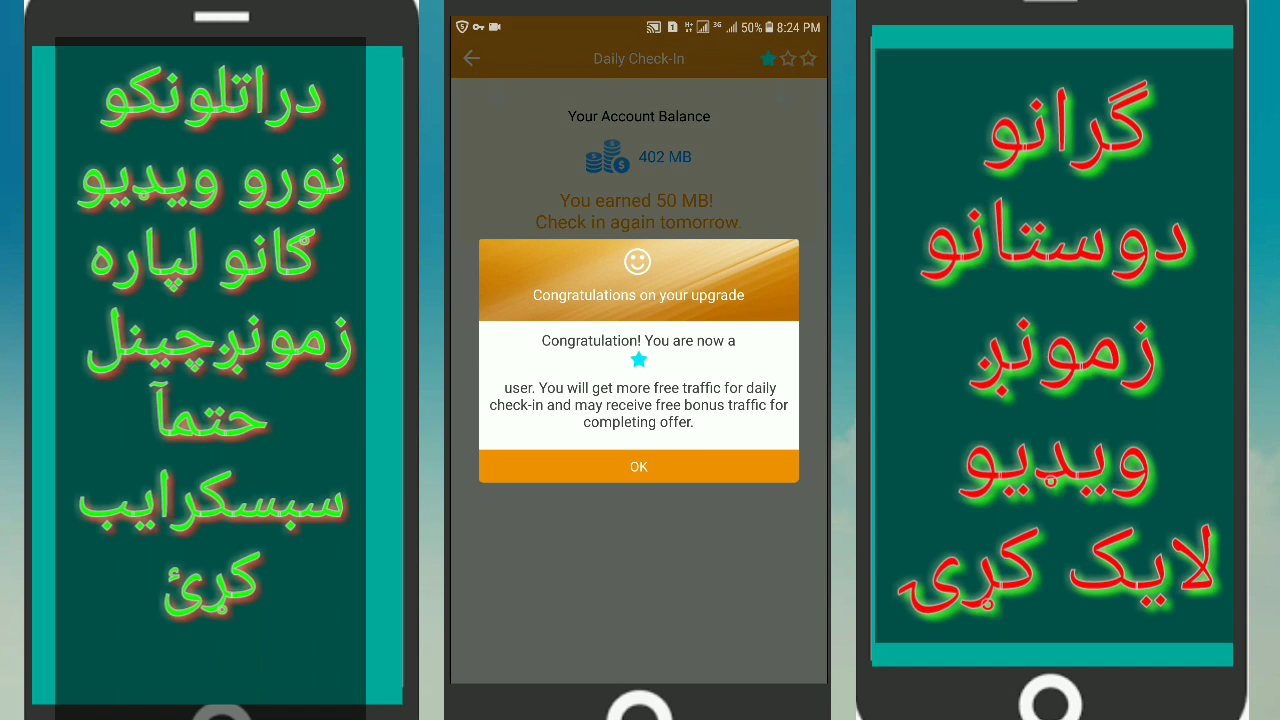 دراتلونکو
نورو ویډیو
ګانو لپاره
زمونږچینل
حتمآ
سبسکرایب
کړئ
50% 8:24 PM
Daily Check-In
Your Account Balance
402 MB
You earned 50 MB!
Check in again tomorrow.
Congratulations on your upgrade
Congratulation! You are now a
user. You will get more free traffic for daily
check-in and may receive free bonus traffic for
completing offer.
OK
گرانو
دوستانو
زمونږ
ویډیو
لایک کړۍ